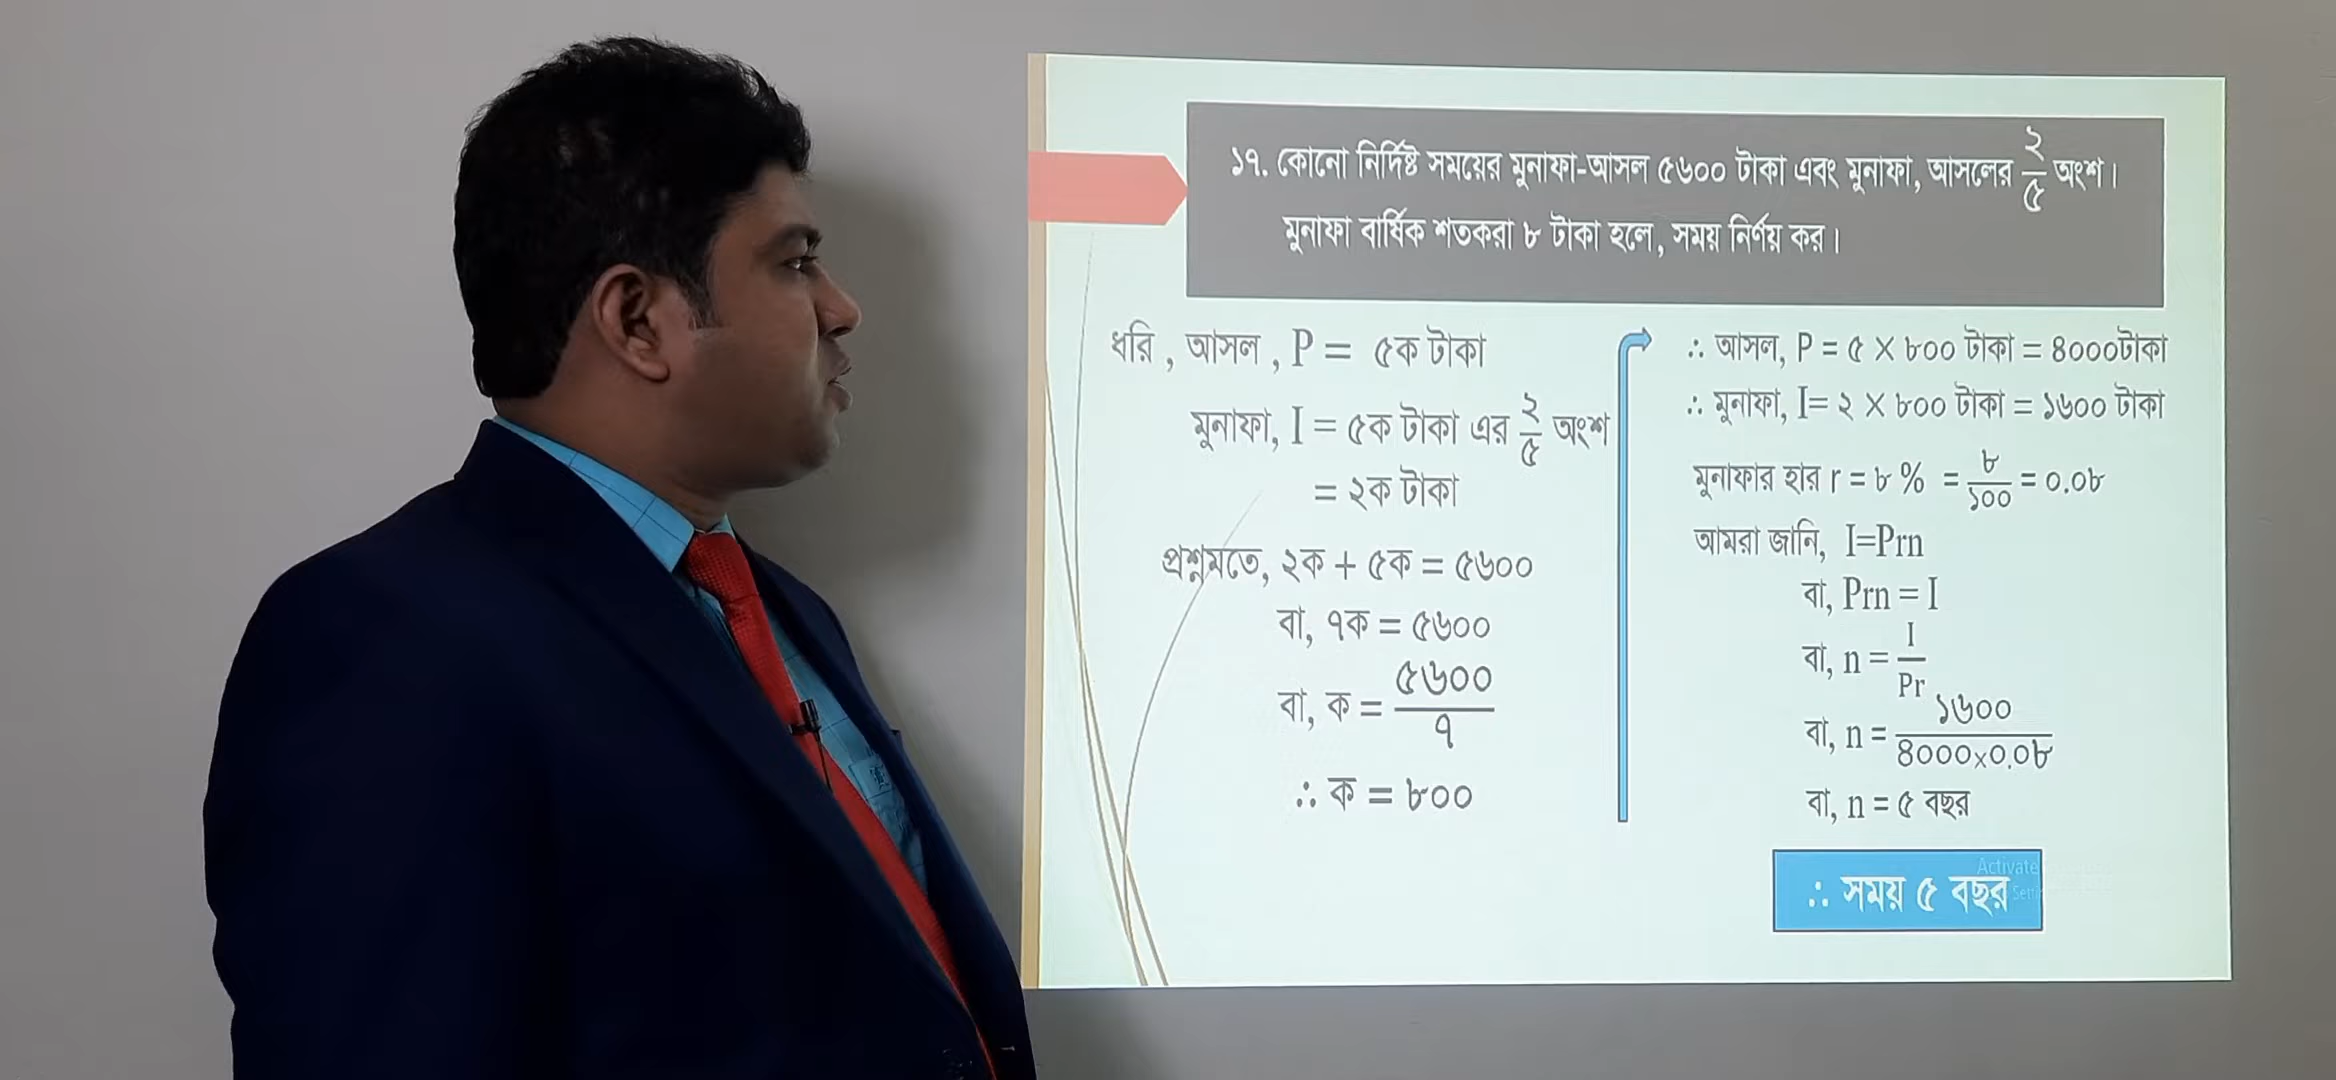 ১৭. কোনো নির্দিষ্ট সময়ের মুনাফা-আসল ৫৬০০ টাকা এবং মুনাফা, আসলের ২/৫ অংশ।
মুনাফা বার্ষিক শতকরা ৮ টাকা হলে, সময় নির্ণয় কর।
ধরি , আসল , P = ৫ক টাকা
মুনাফা, I = ৫ক টাকা এর ২/৫ অংশ
= ২ক টাকা
প্রশ্নমতে, ২ক + ৫ক = ৫৬০০
বা, ৭ক = ৫৬০০
বা, ক = ৫৬০০/৭
∴ ক = ৮০০
∴ আসল, P = ৫ × ৮০০ টাকা = ৪০০০টাকা
∴ মুনাফা, I= ২ × ৮০০ টাকা = ১৬০০ টাকা
মুনাফার হার r = ৮ % = ৮/১০০ = ০.০৮
আমরা জানি, I=Prn
বা, Prn = I
বা, n = I/Pr
বা, n = ১৬০০/৪০০০×০.০৮
বা, n = ৫ বছর
Activate
∴ সময় ৫ বছর